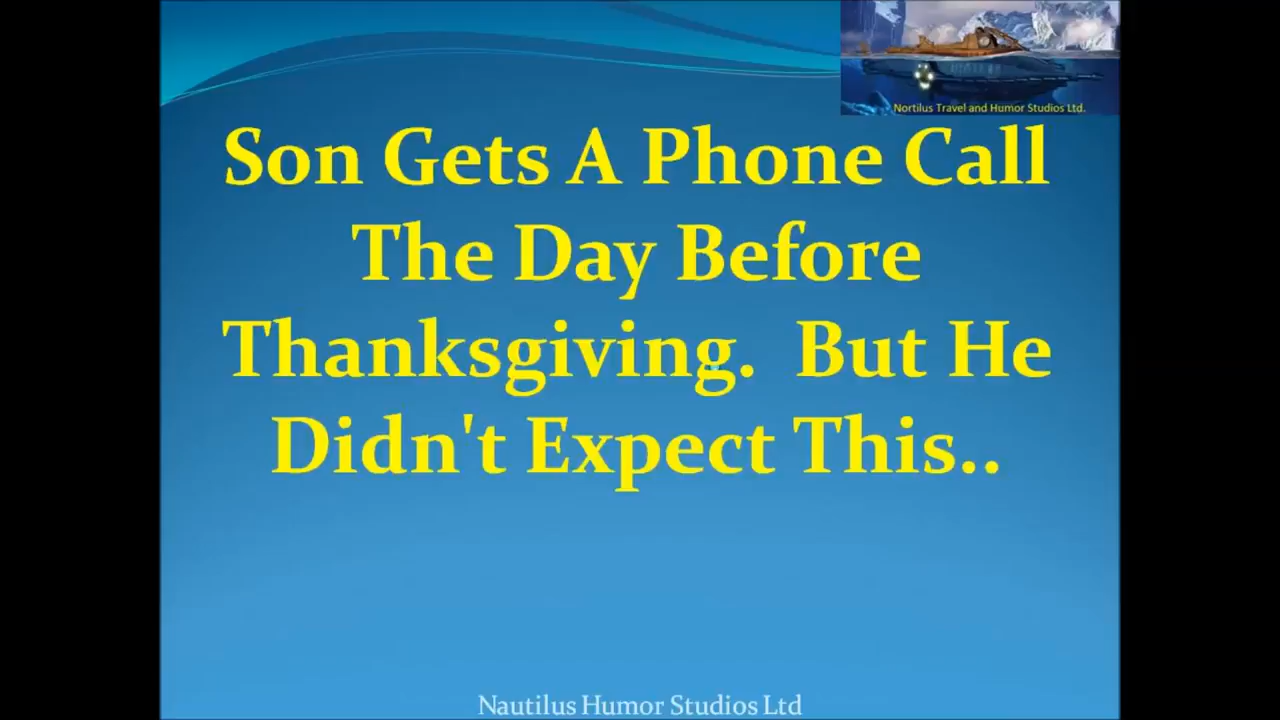 Nortilus Travel and Humor Studios Ltd.
Son Gets A Phone Call
The Day Before
Thanksgiving.  But He
Didn't Expect This..
Nautilus Humor Studios Ltd